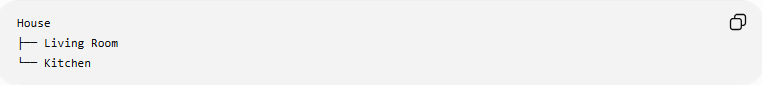 House
├── Living Room
└── Kitchen